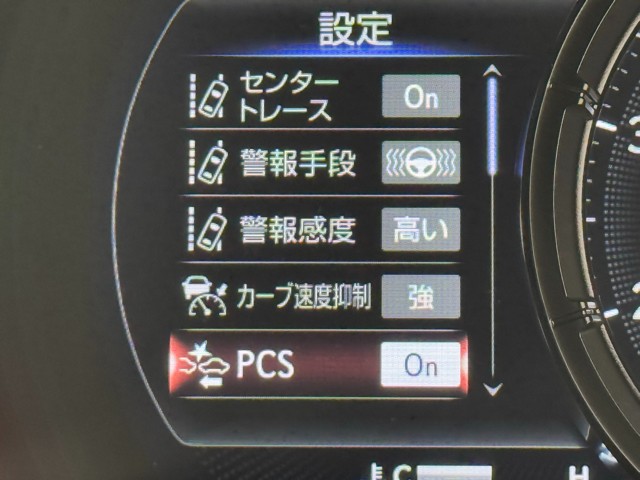 設定
センター
トレース
On
警報手段
警報感度
高い
カーブ速度抑制
強
PCS
On
C
H